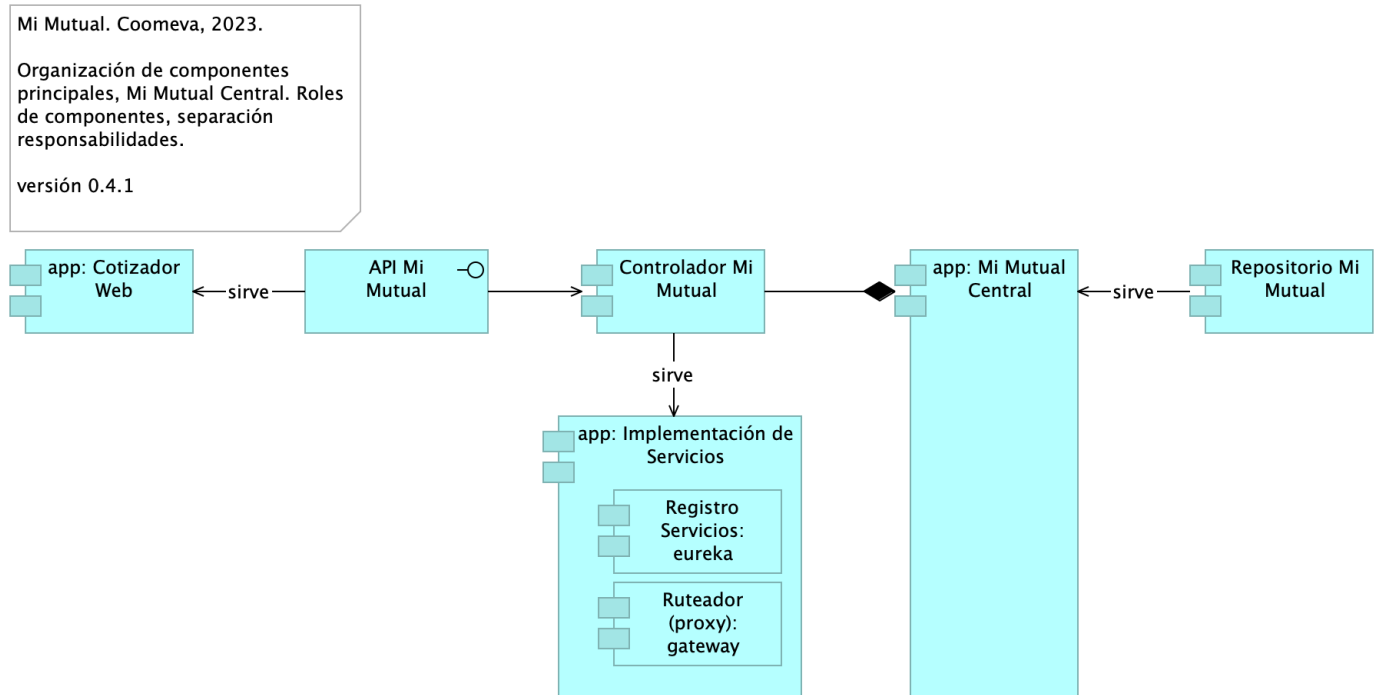 Mi Mutual. Coomeva, 2023.
Organización de componentes
principales, Mi Mutual Central. Roles
de componentes, separación
responsabilidades.
versión 0.4.1
app: Cotizador
Web
sirve
API Mi
Mutual
Controlador Mi
Mutual
app: Mi Mutual
Central
sirve
Repositorio Mi
Mutual
sirve
app: Implementación de
Servicios
Registro
Servicios:
eureka
Ruteador
(proxy):
gateway